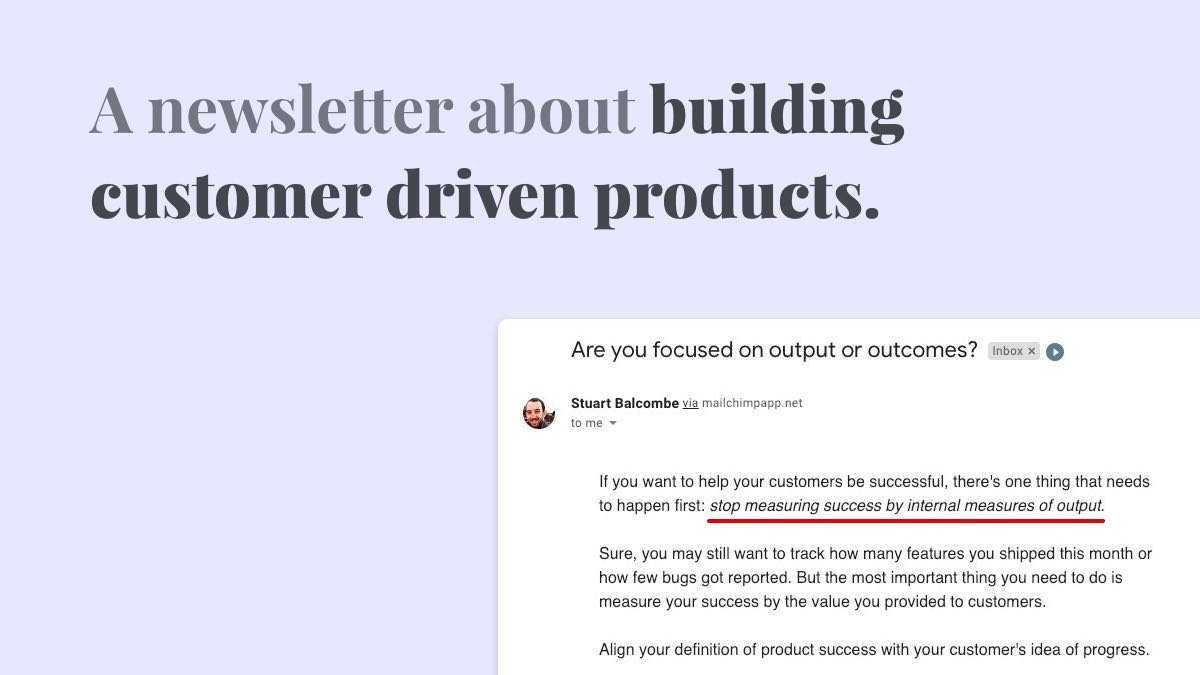 A newsletter about building
customer driven products.
Are you focused on output or outcomes? Inbox ×
Stuart Balcombe via mailchimpapp.net
to me
If you want to help your customers be successful, there's one thing that needs
to happen first: stop measuring success by internal measures of output.
Sure, you may still want to track how many features you shipped this month or
how few bugs got reported. But the most important thing you need to do is
measure your success by the value you provided to customers.
Align your definition of product success with your customer's idea of progress.